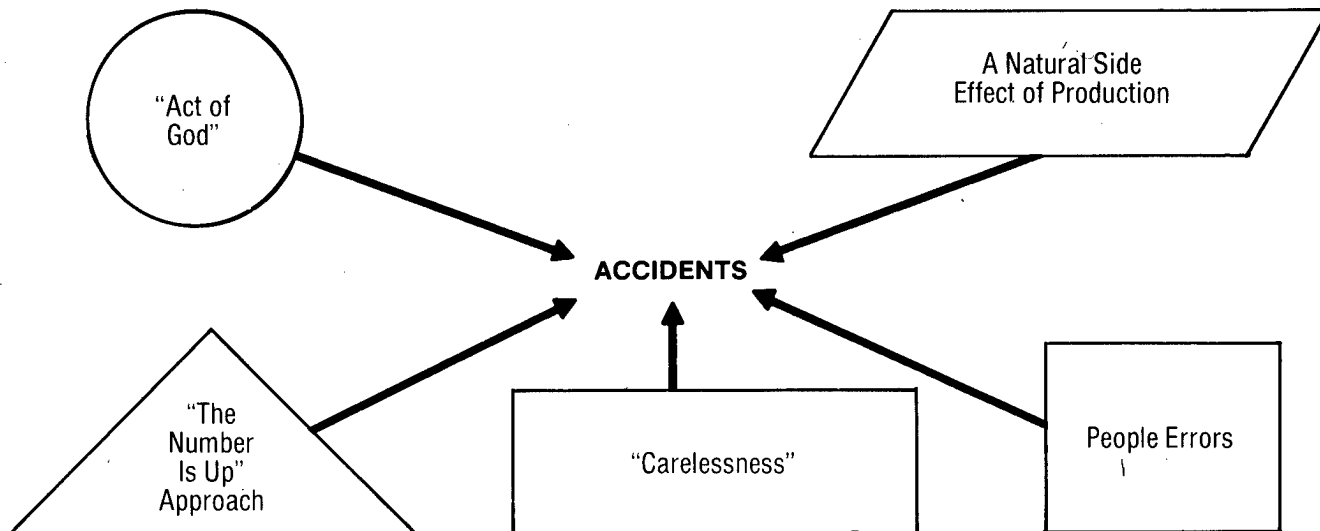 “Act of
God”
A Natural Side
Effect of Production
ACCIDENTS
“The
Number
Is Up”
Approach
“Carelessness”
People Errors